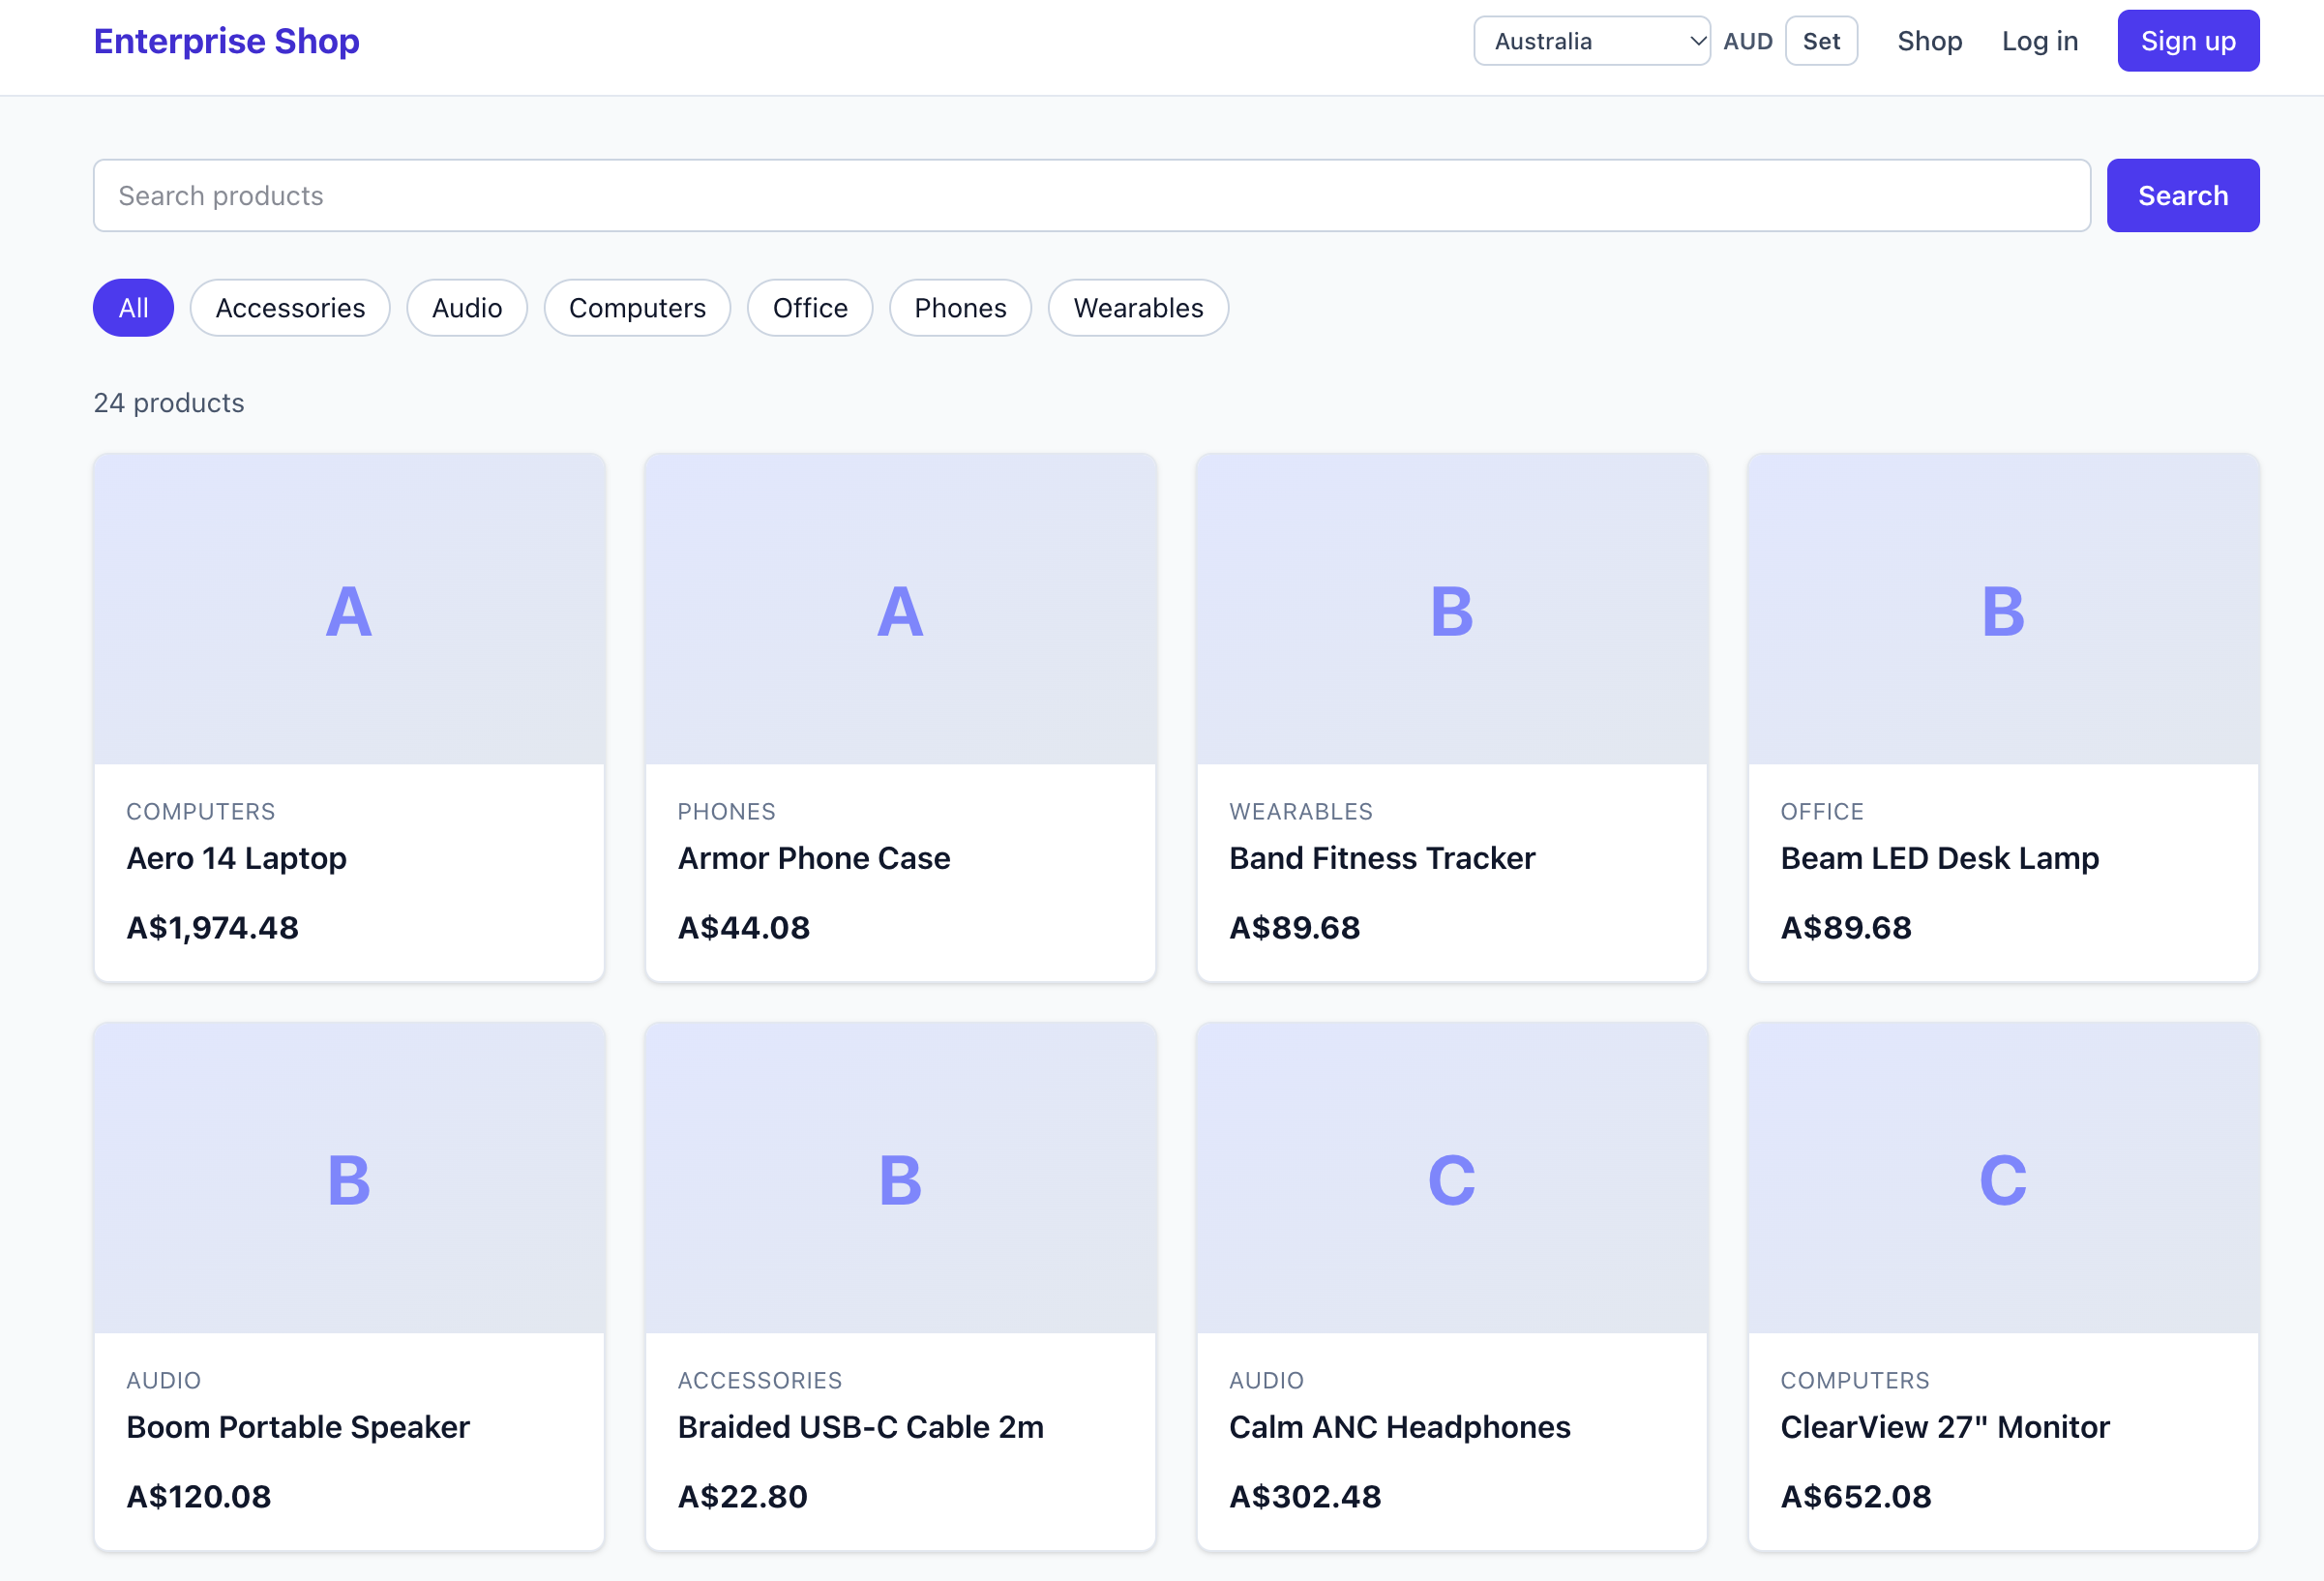 Enterprise Shop
Australia AUD Set Shop Log in Sign up
Search products Search
All Accessories Audio Computers Office Phones Wearables
24 products
A A B B
COMPUTERS PHONES WEARABLES OFFICE
Aero 14 Laptop Armor Phone Case Band Fitness Tracker Beam LED Desk Lamp
A$1,974.48 A$44.08 A$89.68 A$89.68
B B C C
AUDIO ACCESSORIES AUDIO COMPUTERS
Boom Portable Speaker Braided USB-C Cable 2m Calm ANC Headphones ClearView 27" Monitor
A$120.08 A$22.80 A$302.48 A$652.08